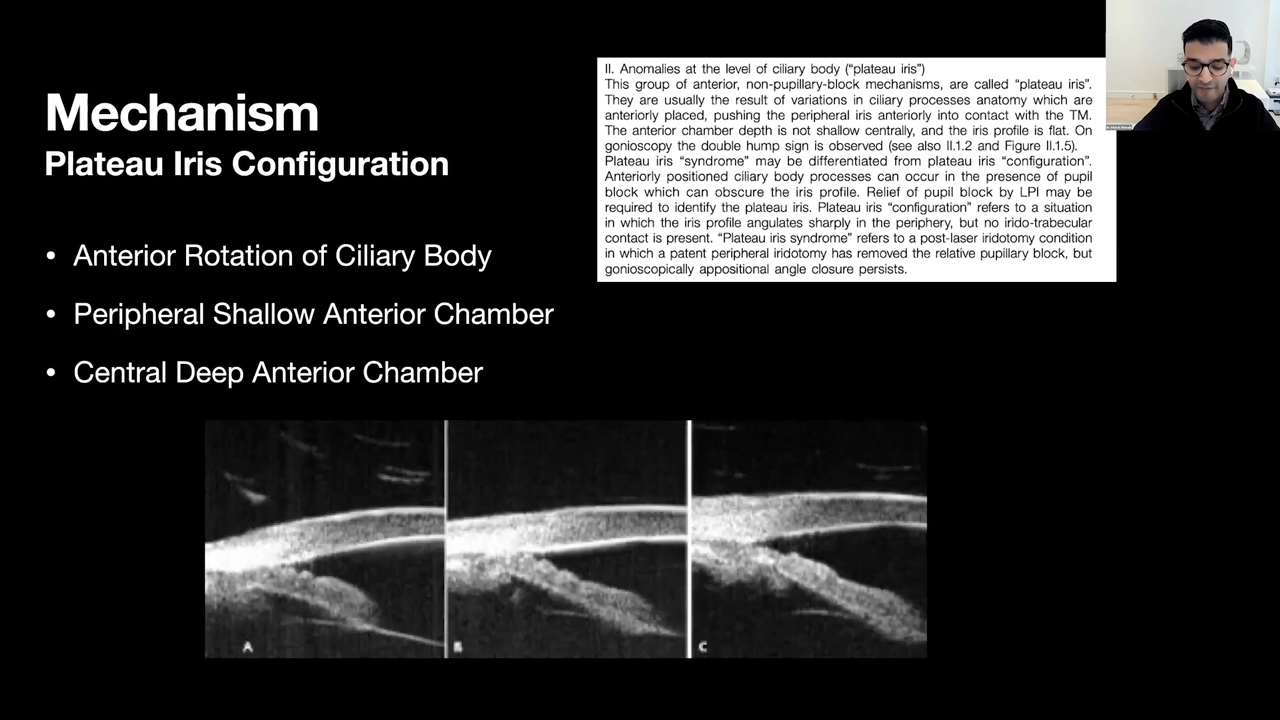 Mechanism
Plateau Iris Configuration
• Anterior Rotation of Ciliary Body
• Peripheral Shallow Anterior Chamber
• Central Deep Anterior Chamber
II. Anomalies at the level of ciliary body (“plateau iris”)
This group of anterior, non-pupillary-block mechanisms, are called “plateau iris”.
They are usually the result of variations in ciliary processes anatomy which are
anteriorly placed, pushing the peripheral iris anteriorly into contact with the TM.
The anterior chamber depth is not shallow centrally, and the iris profile is flat. On
gonioscopy the double hump sign is observed (see also II.1.2 and Figure II.1.5).
Plateau iris “syndrome” may be differentiated from plateau iris “configuration”.
Anteriorly positioned ciliary body processes can occur in the presence of pupil
block which can obscure the iris profile. Relief of pupil block by LPI may be
required to identify the plateau iris. Plateau iris “configuration” refers to a situation
in which the iris profile angulates sharply in the periphery, but no irido-trabecular
contact is present. “Plateau iris syndrome” refers to a post-laser iridotomy condition
in which a patent peripheral iridotomy has removed the relative pupillary block, but
gonioscopically appositional angle closure persists.
A
B
C